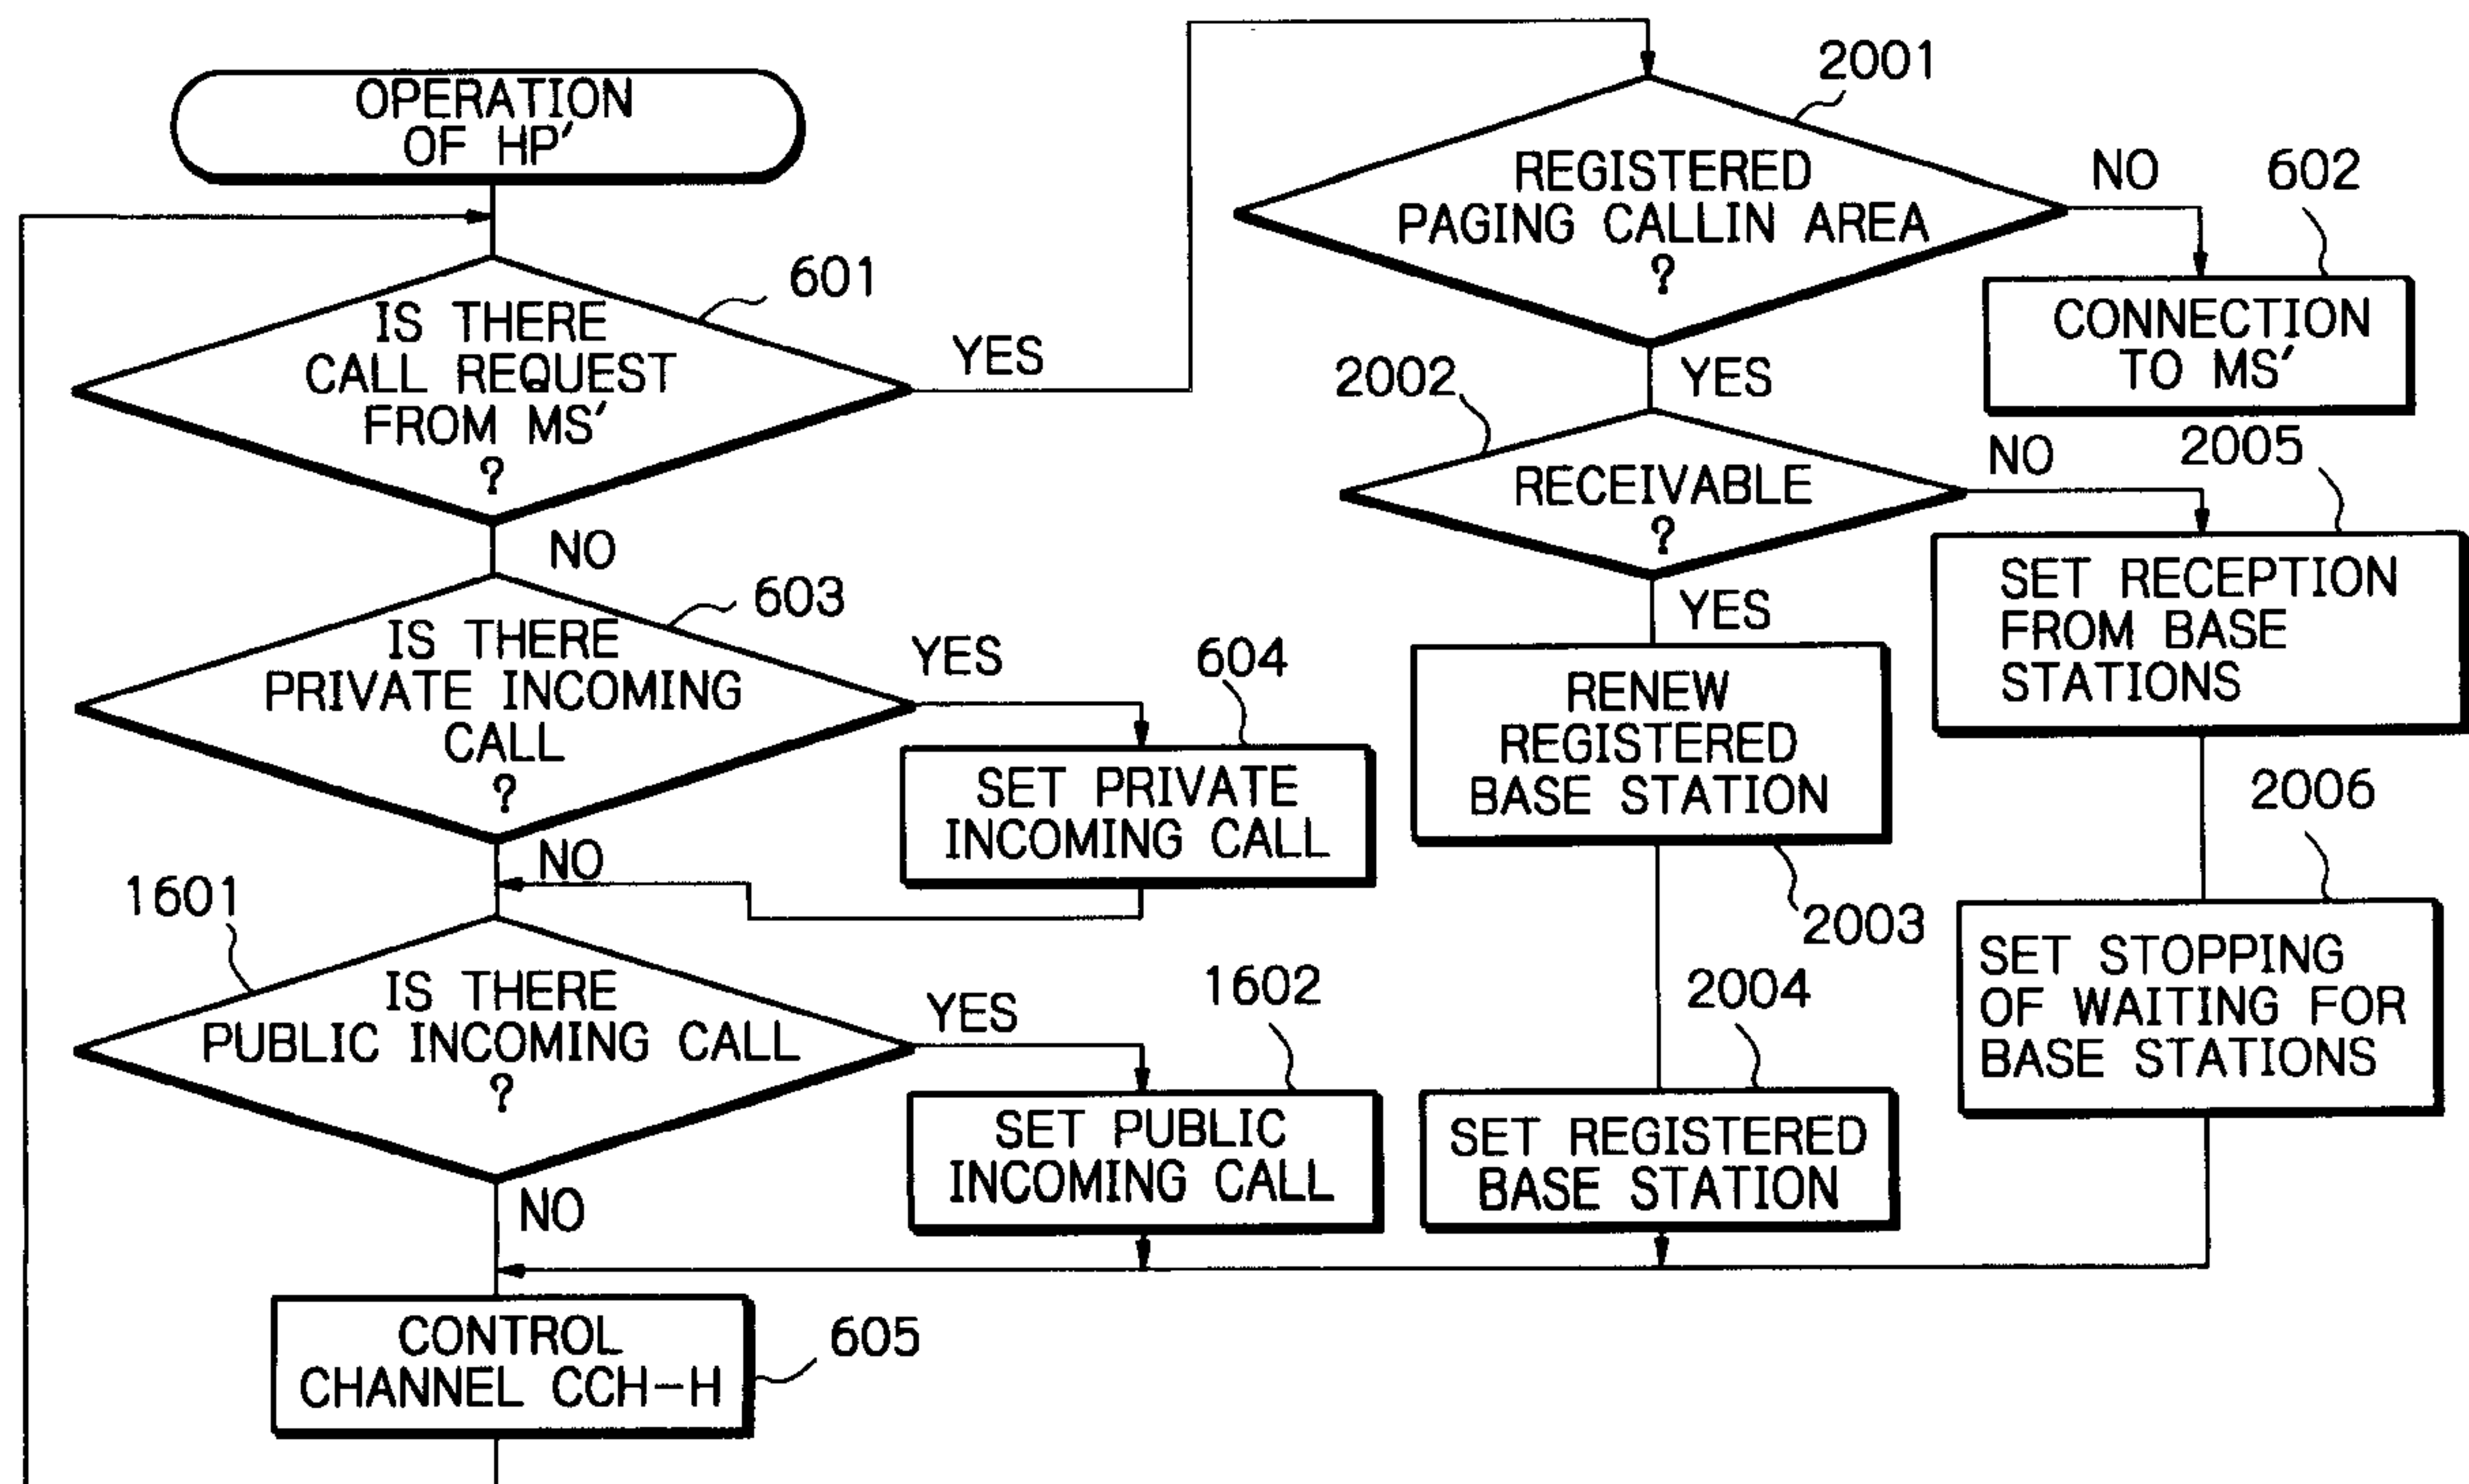 OPERATION
OF HP'
601
IS THERE
CALL REQUEST
FROM MS'
?
YES
NO
603
IS THERE
PRIVATE INCOMING
CALL
?
YES
604
SET PRIVATE
INCOMING CALL
NO
1601
IS THERE
PUBLIC INCOMING CALL
?
YES
1602
SET PUBLIC
INCOMING CALL
NO
CONTROL
CHANNEL CCH-H
605
2001
REGISTERED
PAGING CALLIN AREA
?
NO
602
CONNECTION
TO MS'
YES
2002
RECEIVABLE
?
NO
2005
SET RECEPTION
FROM BASE
STATIONS
YES
RENEW
REGISTERED
BASE STATION
2003
2006
SET STOPPING
OF WAITING FOR
BASE STATIONS
2004
SET REGISTERED
BASE STATION